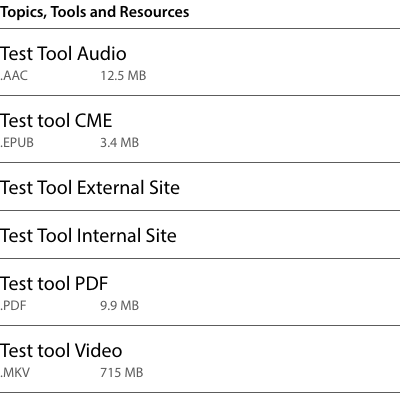 Topics, Tools and Resources
Test Tool Audio
.AAC 12.5 MB
Test tool CME
.EPUB 3.4 MB
Test Tool External Site
Test Tool Internal Site
Test tool PDF
.PDF 9.9 MB
Test tool Video
.MKV 715 MB